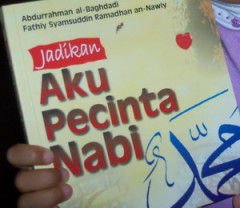 Abdurrahman al-Baghdadi
Fathiy Syamsuddin Ramadhan an-Nawiy
Jadikan
Aku
Pecinta
Nabi
محمد